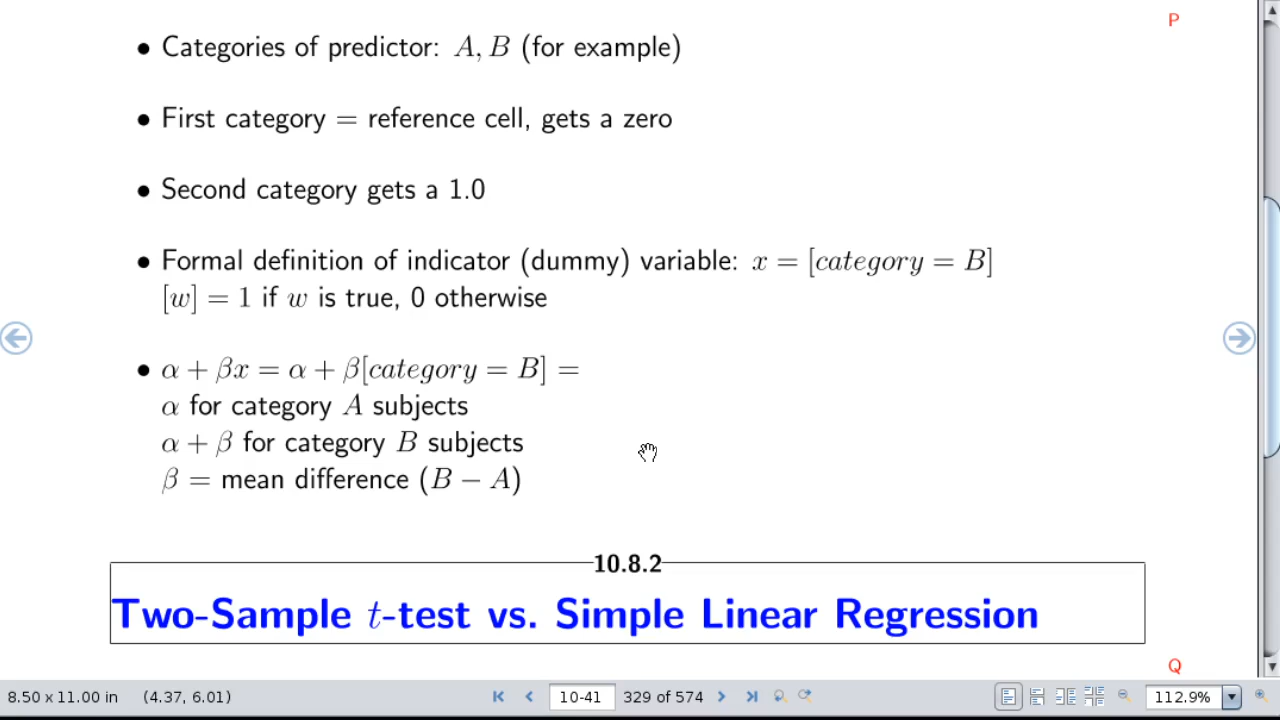 P
• Categories of predictor: A, B (for example)
• First category = reference cell, gets a zero
• Second category gets a 1.0
• Formal definition of indicator (dummy) variable: x = [category = B]
[w] = 1 if w is true, 0 otherwise
• α + βx = α + β[category = B] =
α for category A subjects
α + β for category B subjects
β = mean difference (B − A)
10.8.2
Two-Sample t-test vs. Simple Linear Regression
Q
8.50 x 11.00 in (4.37, 6.01) 10-41 329 of 574 112.9%